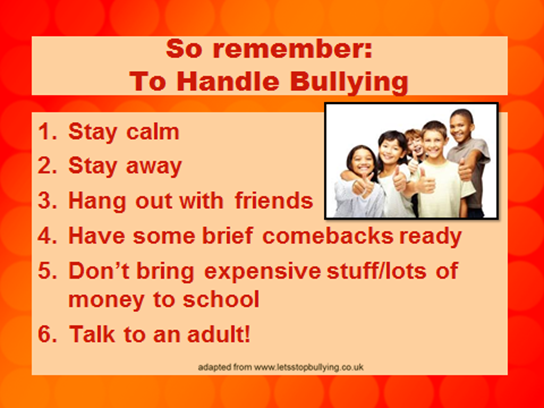 So remember:
To Handle Bullying
1. Stay calm
2. Stay away
3. Hang out with friends
4. Have some brief comebacks ready
5. Don’t bring expensive stuff/lots of
money to school
6. Talk to an adult!
adapted from www.letsstopbullying.co.uk